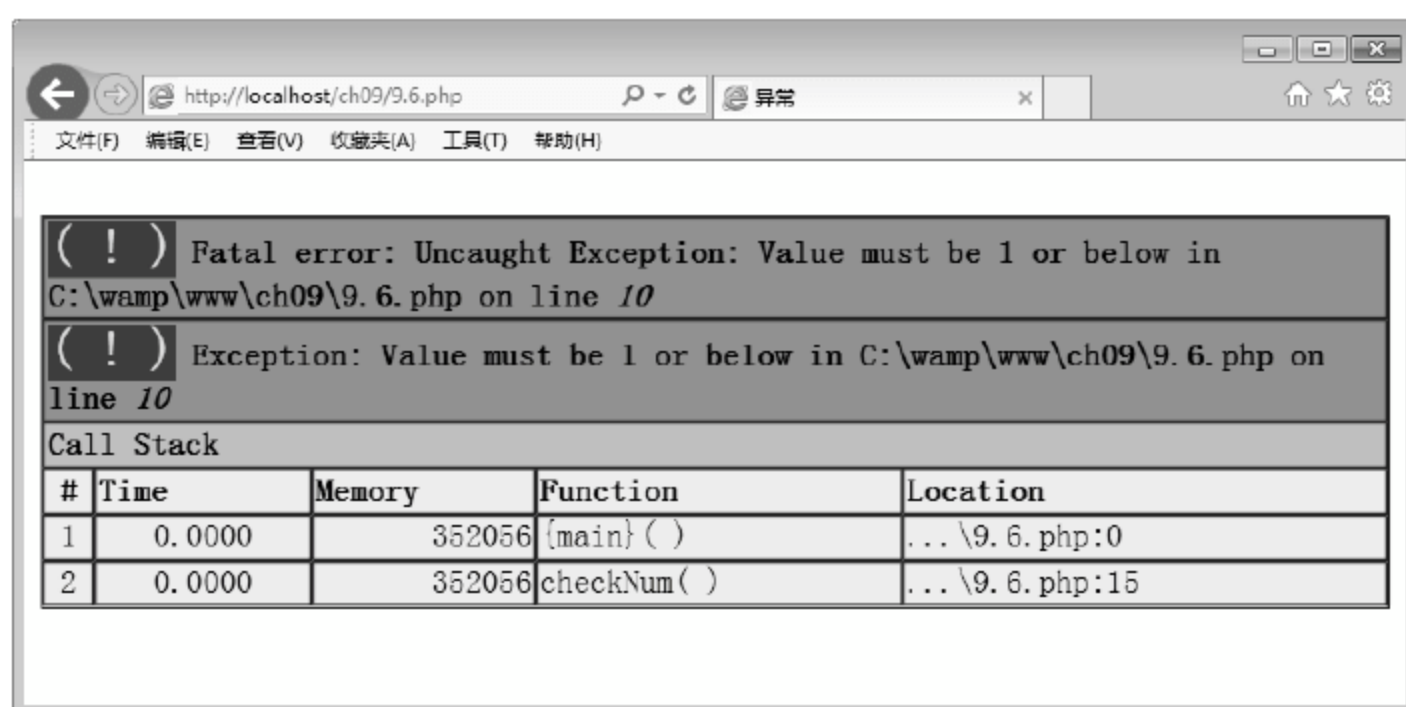 http://localhost/ch09/9.6.php
异常
文件(F) 编辑(E) 查看(V) 收藏夹(A) 工具(T) 帮助(H)
( ! ) Fatal error: Uncaught Exception: Value must be 1 or below in
C:\wamp\www\ch09\9.6.php on line 10
( ! ) Exception: Value must be 1 or below in C:\wamp\www\ch09\9.6.php on
line 10
Call Stack
# Time Memory Function Location
1 0.0000 352056 {main}( ) ...\9.6.php:0
2 0.0000 352056 checkNum( ) ...\9.6.php:15